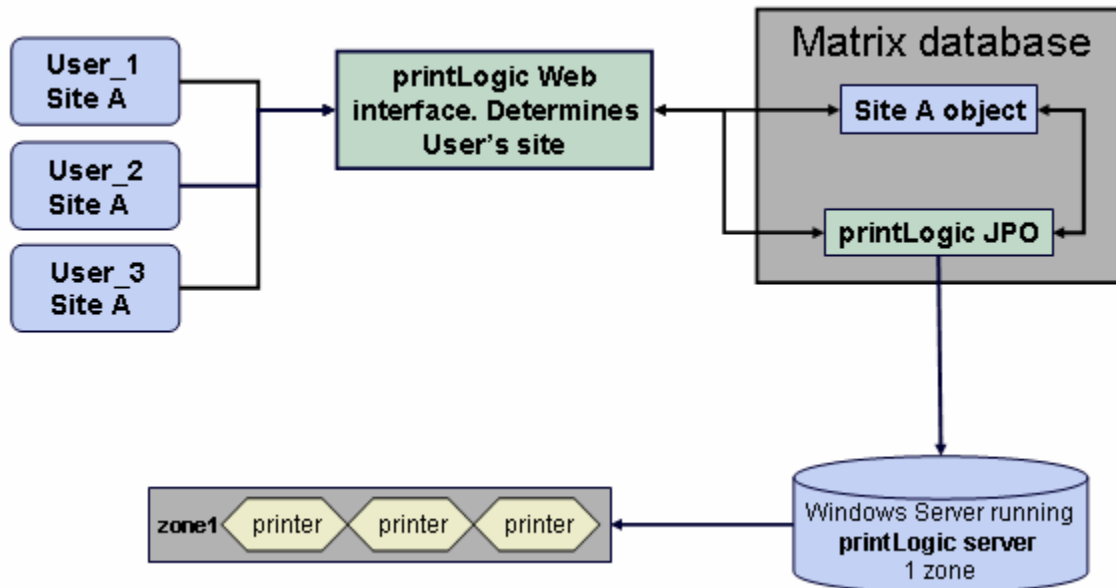 User_1
Site A
User_2
Site A
User_3
Site A
printLogic Web
interface. Determines
User's site
Matrix database
Site A object
printLogic JPO
zone1 printer printer printer
Windows Server running
printLogic server
1 zone